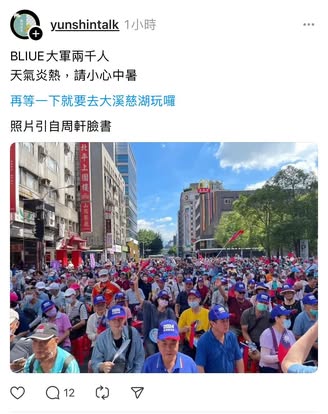 yunshintalk 1小時
BLIUE大軍兩千人
天氣炎熱，請小心中暑
再等一下就要去大溪慈湖玩囉
照片引自周軒臉書
12